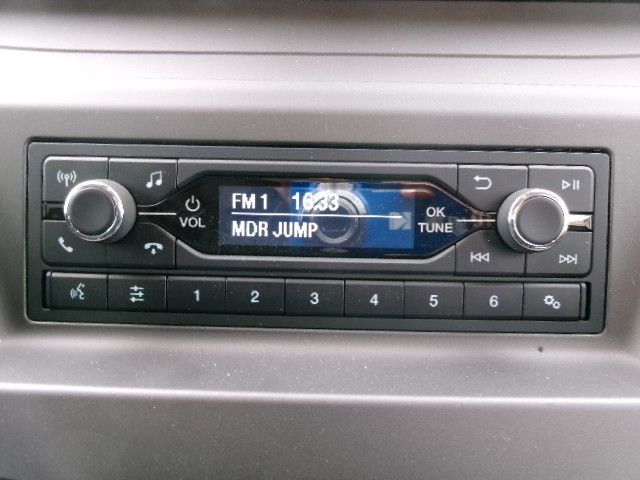 FM 1 16:33
MDR JUMP
VOL
OK
TUNE
1 2 3 4 5 6